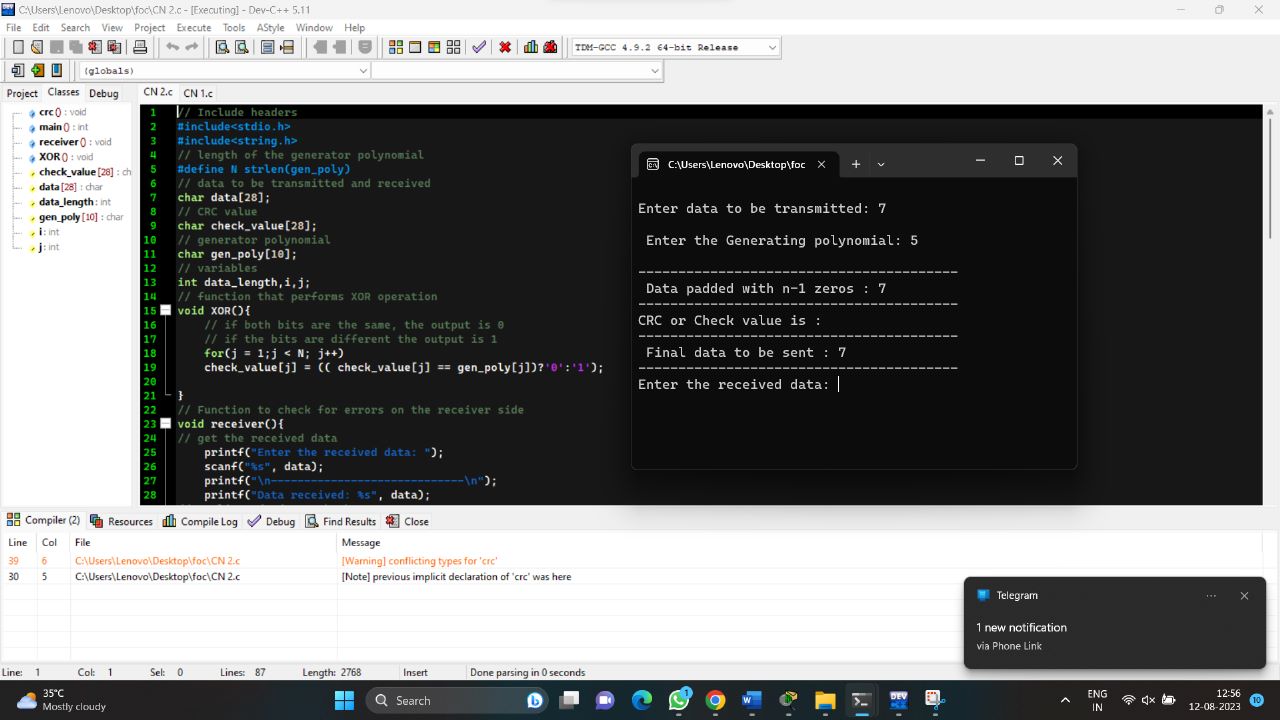 C:\Users\Lenovo\Desktop\foc\CN 2.c - [Executing] - Dev-C++ 5.11
File Edit Search View Project Execute Tools AStyle Window Help
TDM-GCC 4.9.2 64-bit Release
(globals)
Project Classes Debug
CN 2.c CN 1.c
crc () : void
main () : int
receiver () : void
XOR () : void
check_value [28] : ch
data [28] : char
data_length : int
gen_poly [10] : char
i : int
j : int
1 // Include headers
2 #include<stdio.h>
3 #include<string.h>
4 // length of the generator polynomial
5 #define N strlen(gen_poly)
6 // data to be transmitted and received
7 char data[28];
8 // CRC value
9 char check_value[28];
10 // generator polynomial
11 char gen_poly[10];
12 // variables
13 int data_length,i,j;
14 // function that performs XOR operation
15 void XOR(){
16 // if both bits are the same, the output is 0
17 // if the bits are different the output is 1
18 for(j = 1;j < N; j++)
19 check_value[j] = (( check_value[j] == gen_poly[j])?'0':'1');
20
21 }
22 // Function to check for errors on the receiver side
23 void receiver(){
24 // get the received data
25 printf("Enter the received data: ");
26 scanf("%s", data);
27 printf("\n-----------------------------\n");
28 printf("Data received: %s", data);
C:\Users\Lenovo\Desktop\foc
Enter data to be transmitted: 7
Enter the Generating polynomial: 5
----------------------------------------
Data padded with n-1 zeros : 7
----------------------------------------
CRC or Check value is :
----------------------------------------
Final data to be sent : 7
----------------------------------------
Enter the received data:
Compiler (2) Resources Compile Log Debug Find Results Close
Line Col File Message
39 6 C:\Users\Lenovo\Desktop\foc\CN 2.c [Warning] conflicting types for 'crc'
30 5 C:\Users\Lenovo\Desktop\foc\CN 2.c [Note] previous implicit declaration of 'crc' was here
Telegram
1 new notification
via Phone Link
Line: 1 Col: 1 Sel: 0 Lines: 87 Length: 2768 Insert Done parsing in 0 seconds
35°C
Mostly cloudy
Search
1
DEV
ENG
IN
12:56
12-08-2023
10